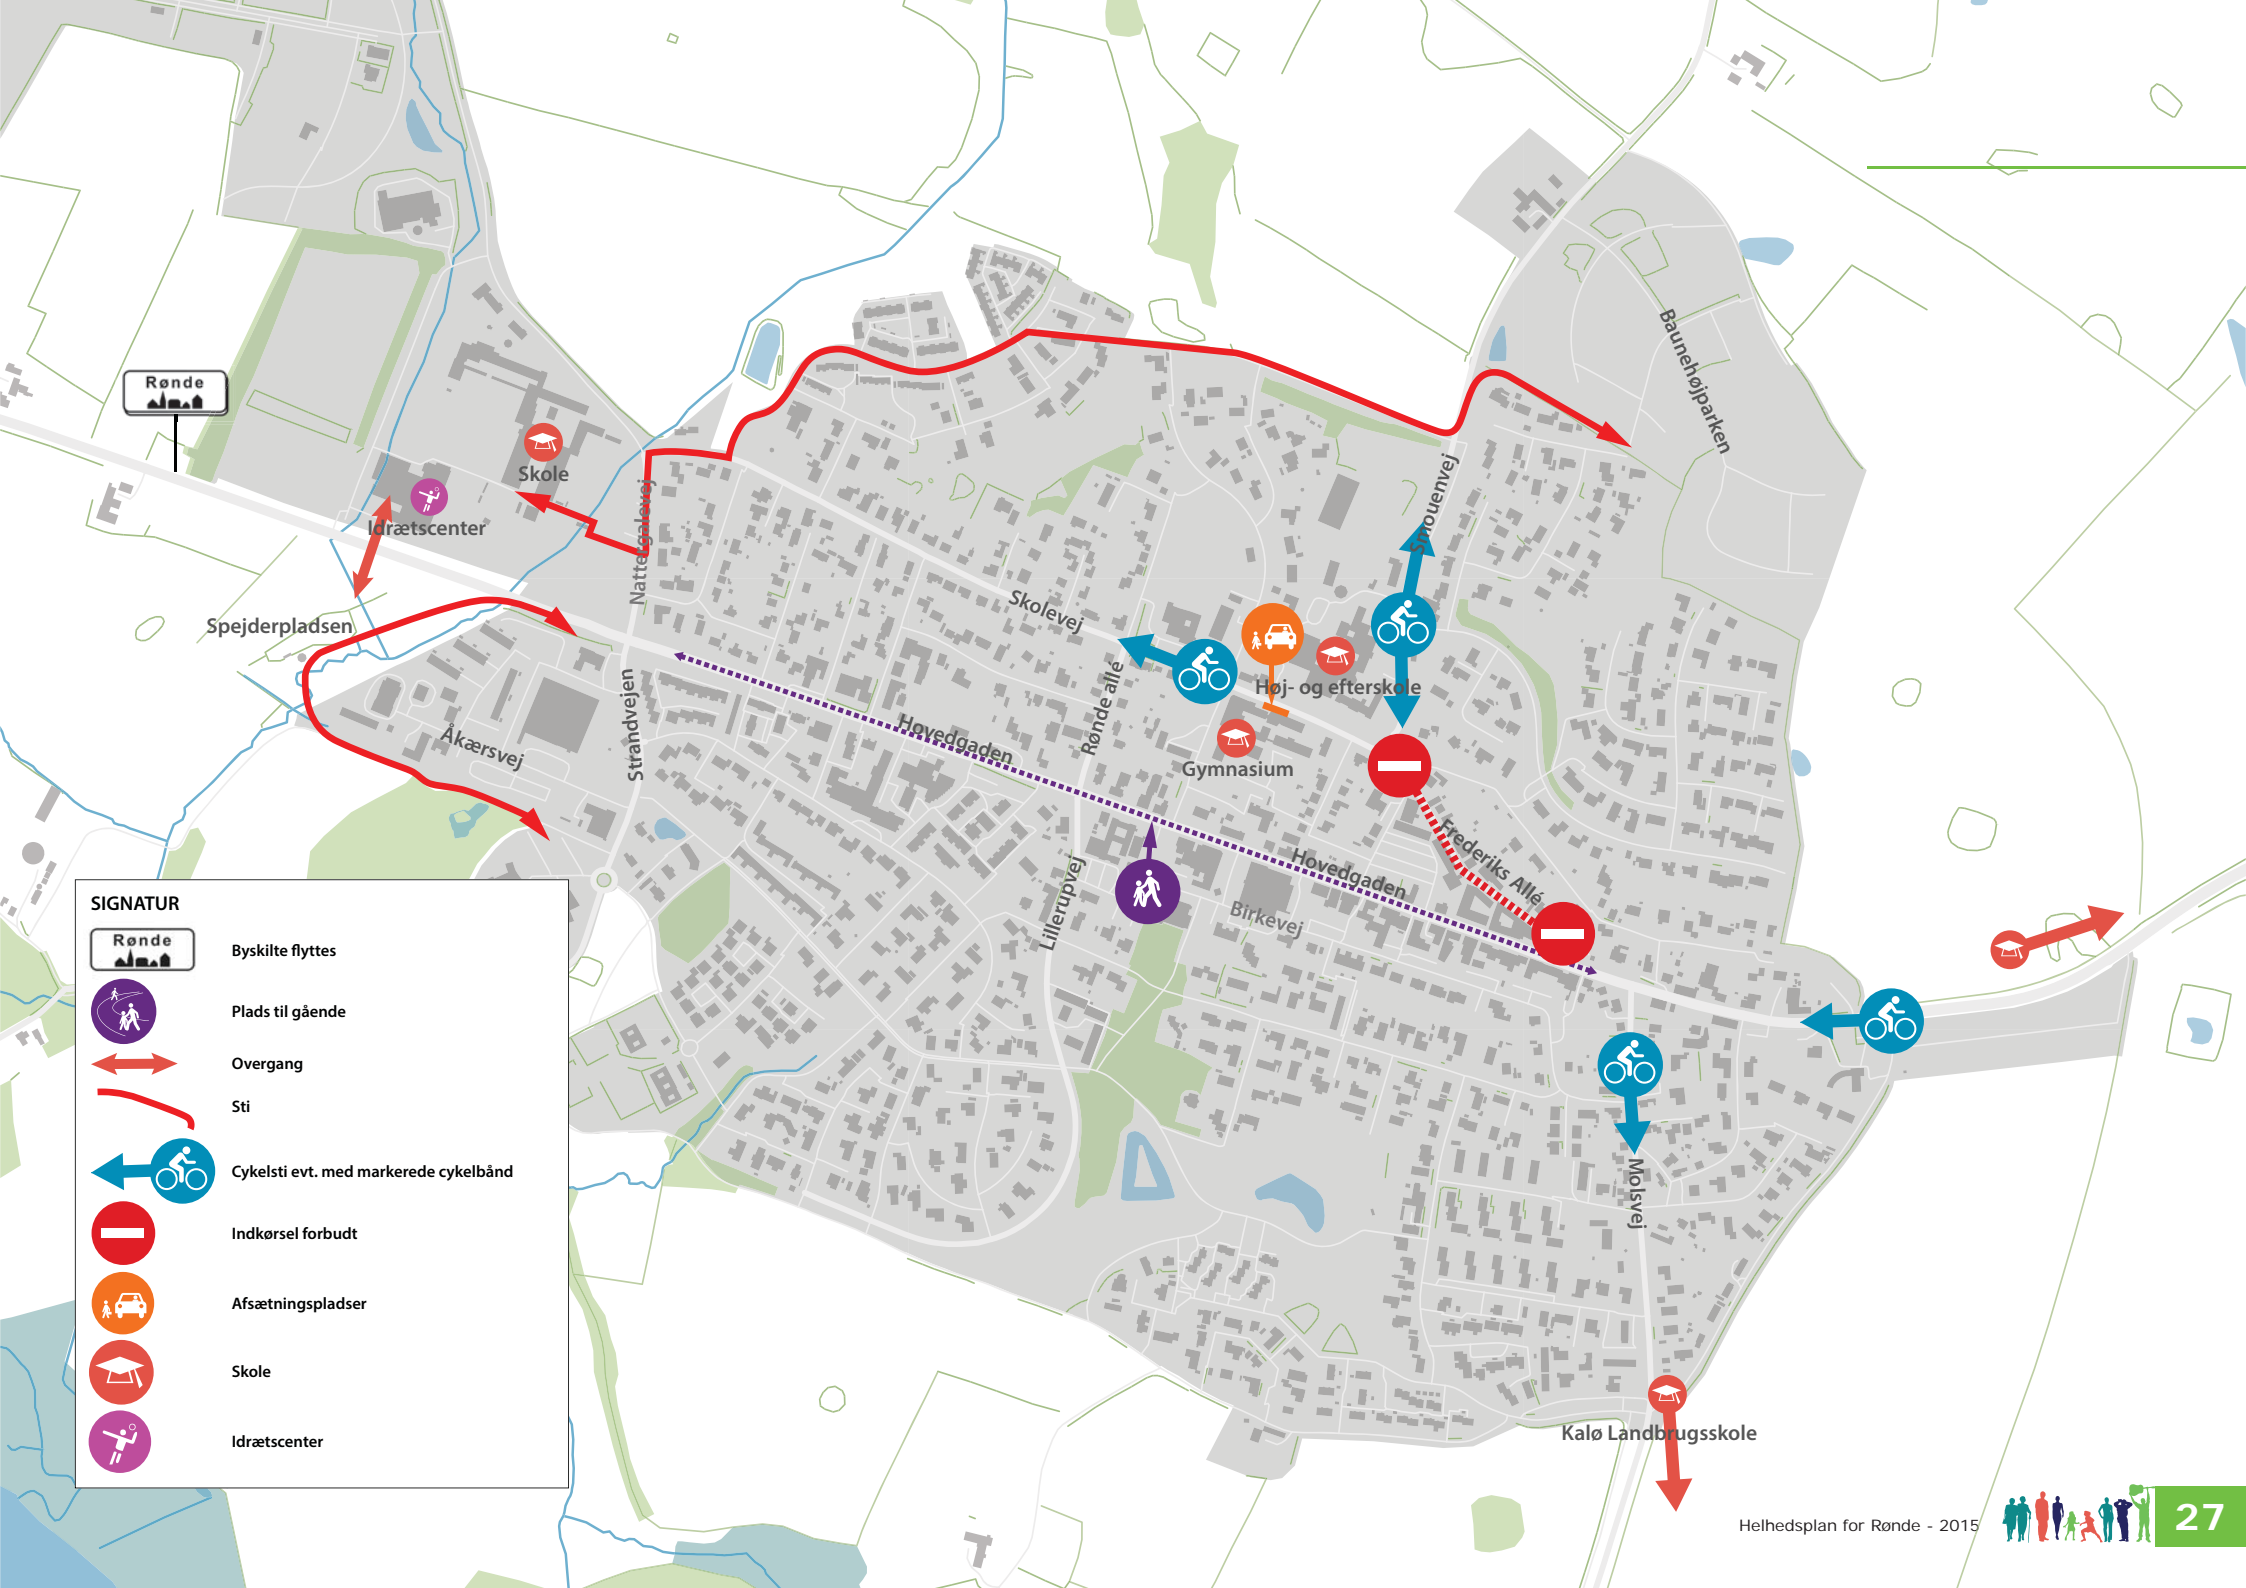 Rønde
Baunehøjparken
Skole
Idrætscenter
Nattergalevej
Smouenvej
Skolevej
Spejderpladsen
Rønde allé
Høj- og efterskole
Strandvejen
Hovedgaden
Åkærsvej
Gymnasium
Frederiks Allé
Hovedgaden
Lillerupvej
Birkevej
Molsvej
Kalø Landbrugsskole
SIGNATUR
Rønde
Byskilte flyttes
Plads til gående
Overgang
Sti
Cykelsti evt. med markerede cykelbånd
Indkørsel forbudt
Afsætningspladser
Skole
Idrætscenter
Helhedsplan for Rønde - 2015
27